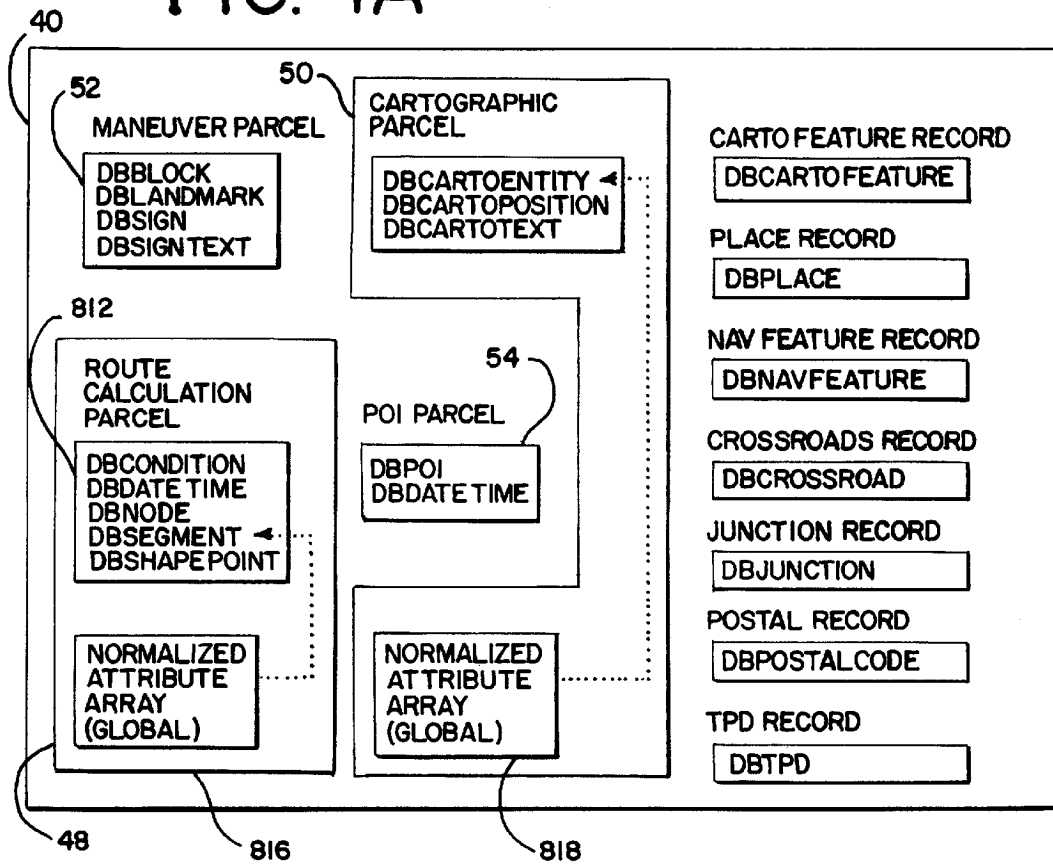 FIG. 4A
40
52
MANEUVER PARCEL
DBBLOCK
DBLANDMARK
DBSIGN
DBSIGNTEXT
50
CARTOGRAPHIC
PARCEL
DBCARTOENTITY
DBCARTOPOSITION
DBCARTOTEXT
812
ROUTE
CALCULATION
PARCEL
DBCONDITION
DBDATETIME
DBNODE
DBSEGMENT
DBSHAPEPOINT
NORMALIZED
ATTRIBUTE
ARRAY
(GLOBAL)
54
POI PARCEL
DBPOI
DBDATETIME
NORMALIZED
ATTRIBUTE
ARRAY
(GLOBAL)
CARTO FEATURE RECORD
DBCARTOFEATURE
PLACE RECORD
DBPLACE
NAV FEATURE RECORD
DBNAVFEATURE
CROSSROADS RECORD
DBCROSSROAD
JUNCTION RECORD
DBJUNCTION
POSTAL RECORD
DBPOSTALCODE
TPD RECORD
DBTPD
48
816
818